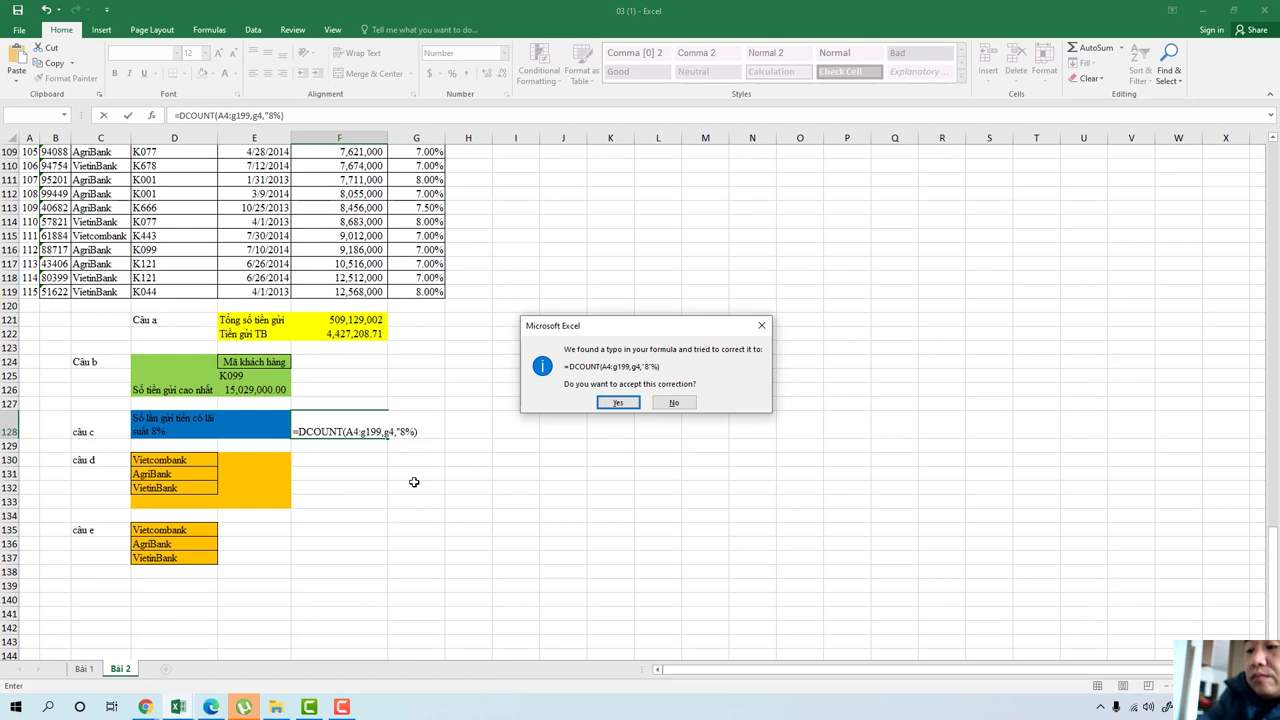 03 (1) - Excel
Sign in
Share
File
Home
Insert
Page Layout
Formulas
Data
Review
View
Tell me what you want to do...
Paste
Cut
Copy
Format Painter
12
Wrap Text
Merge & Center
Number
Conditional Formatting
Format as Table
Comma [0] 2
Comma 2
Normal 2
Normal
Bad
Good
Neutral
Calculation
Check Cell
Explanatory ...
Insert
Delete
Format
AutoSum
Fill
Clear
Sort & Filter
Find & Select
Clipboard
Font
Alignment
Number
Styles
Cells
Editing
=DCOUNT(A4:g199,g4,"8%)
A B C D E F G H I J K L M N O P Q R S T U V W X
109 105 94088 AgriBank K077 4/28/2014 7,621,000 7.00%
110 106 94754 VietinBank K678 7/12/2014 7,674,000 7.00%
111 107 95201 AgriBank K001 1/31/2013 7,711,000 8.00%
112 108 99449 AgriBank K001 3/9/2014 8,055,000 7.00%
113 109 40682 AgriBank K666 10/25/2013 8,456,000 7.50%
114 110 57821 VietinBank K077 4/1/2013 8,683,000 8.00%
115 111 61884 Vietcombank K443 7/30/2014 9,012,000 7.00%
116 112 88717 AgriBank K099 7/10/2014 9,186,000 7.00%
117 113 43406 AgriBank K121 6/26/2014 10,516,000 7.00%
118 114 80399 VietinBank K121 6/26/2014 12,512,000 7.00%
119 115 51622 VietinBank K044 4/1/2013 12,568,000 8.00%
120
121 Câu a Tổng số tiền gửi 509,129,002
122 Tiền gửi TB 4,427,208.71
123
124 Câu b Mã khách hàng
125 K099
126 Số tiền gửi cao nhất 15,029,000.00
127
Số lần gửi tiền có lãi
128 câu c suất 8% =DCOUNT(A4:g199,g4,"8%)
129
130 câu d Vietcombank
131 AgriBank
132 VietinBank
133
134
135 câu e Vietcombank
136 AgriBank
137 VietinBank
138
139
140
141
142
143
144
Microsoft Excel
We found a typo in your formula and tried to correct it to:
=DCOUNT(A4:g199,g4,"8"%)
Do you want to accept this correction?
Yes
No
Bài 1
Bài 2
Enter